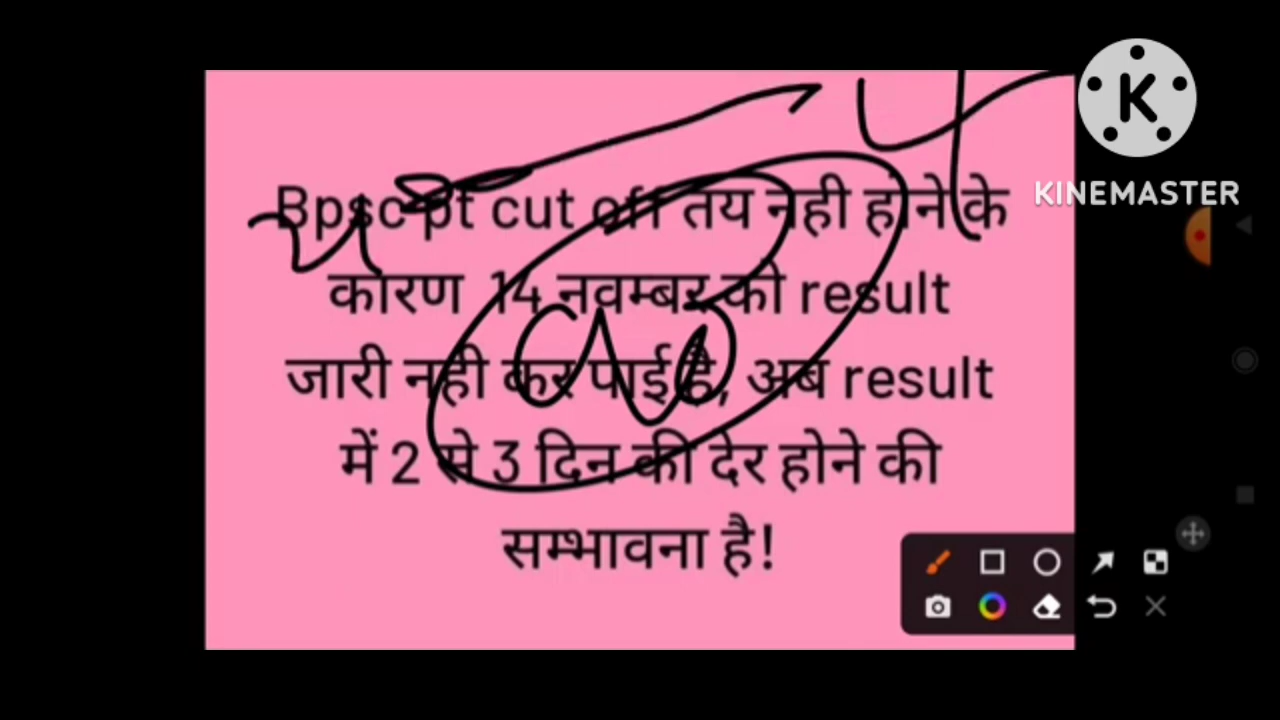 KINEMASTER
Bpsc pt cut off तय नही होने के
कारण 14 नवम्बर को result
जारी नही कर पाई है, अब result
में 2 से 3 दिन की देर होने की
सम्भावना है!